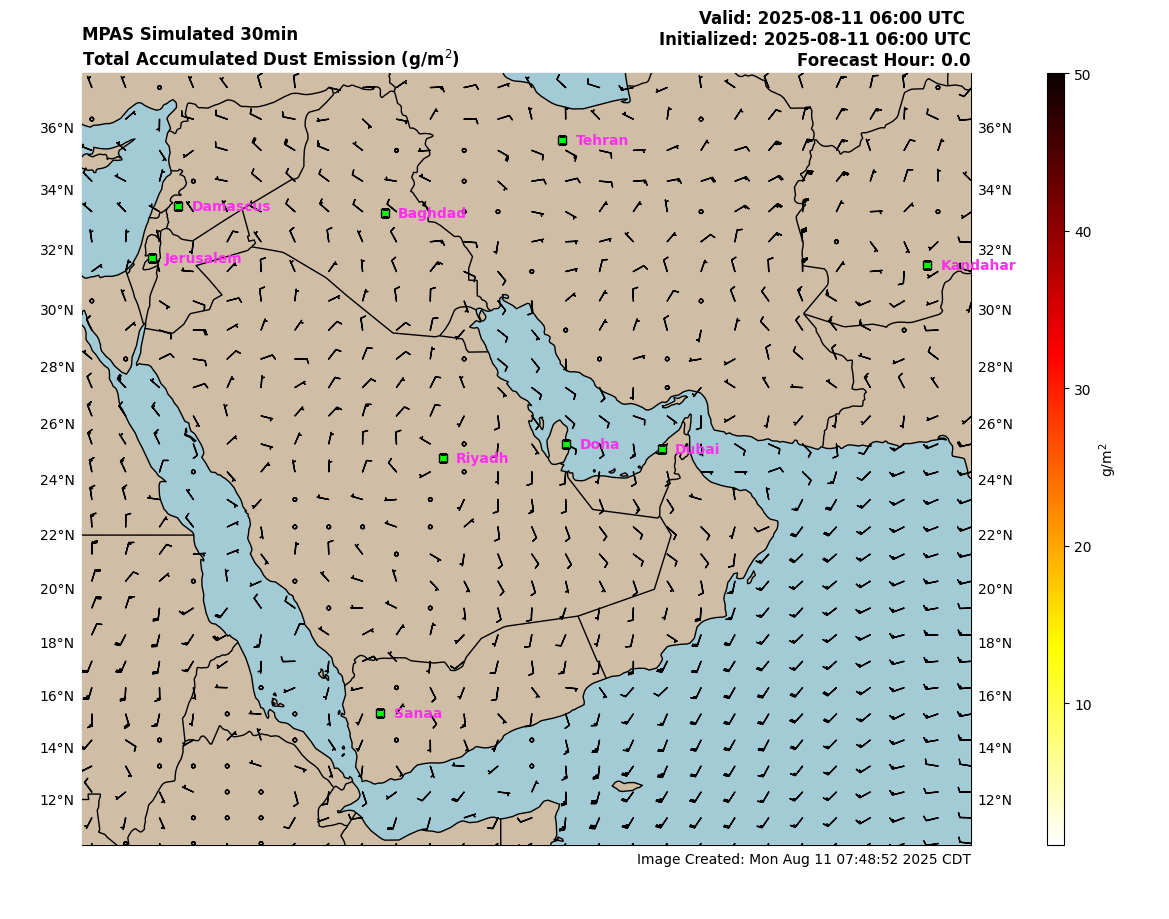 Valid: 2025-08-11 06:00 UTC
MPAS Simulated 30min
Initialized: 2025-08-11 06:00 UTC
Total Accumulated Dust Emission (g/m²)
Forecast Hour: 0.0
50
36°N
Tehran
36°N
34°N
34°N
Damascus
Baghdad
40
32°N
Jerusalem
32°N
Kandahar
30°N
30°N
28°N
28°N
30
26°N
26°N
Doha
Dubai
Riyadh
g/m²
24°N
24°N
22°N
22°N
20
20°N
20°N
18°N
18°N
16°N
16°N
10
Sanaa
14°N
14°N
12°N
12°N
Image Created: Mon Aug 11 07:48:52 2025 CDT